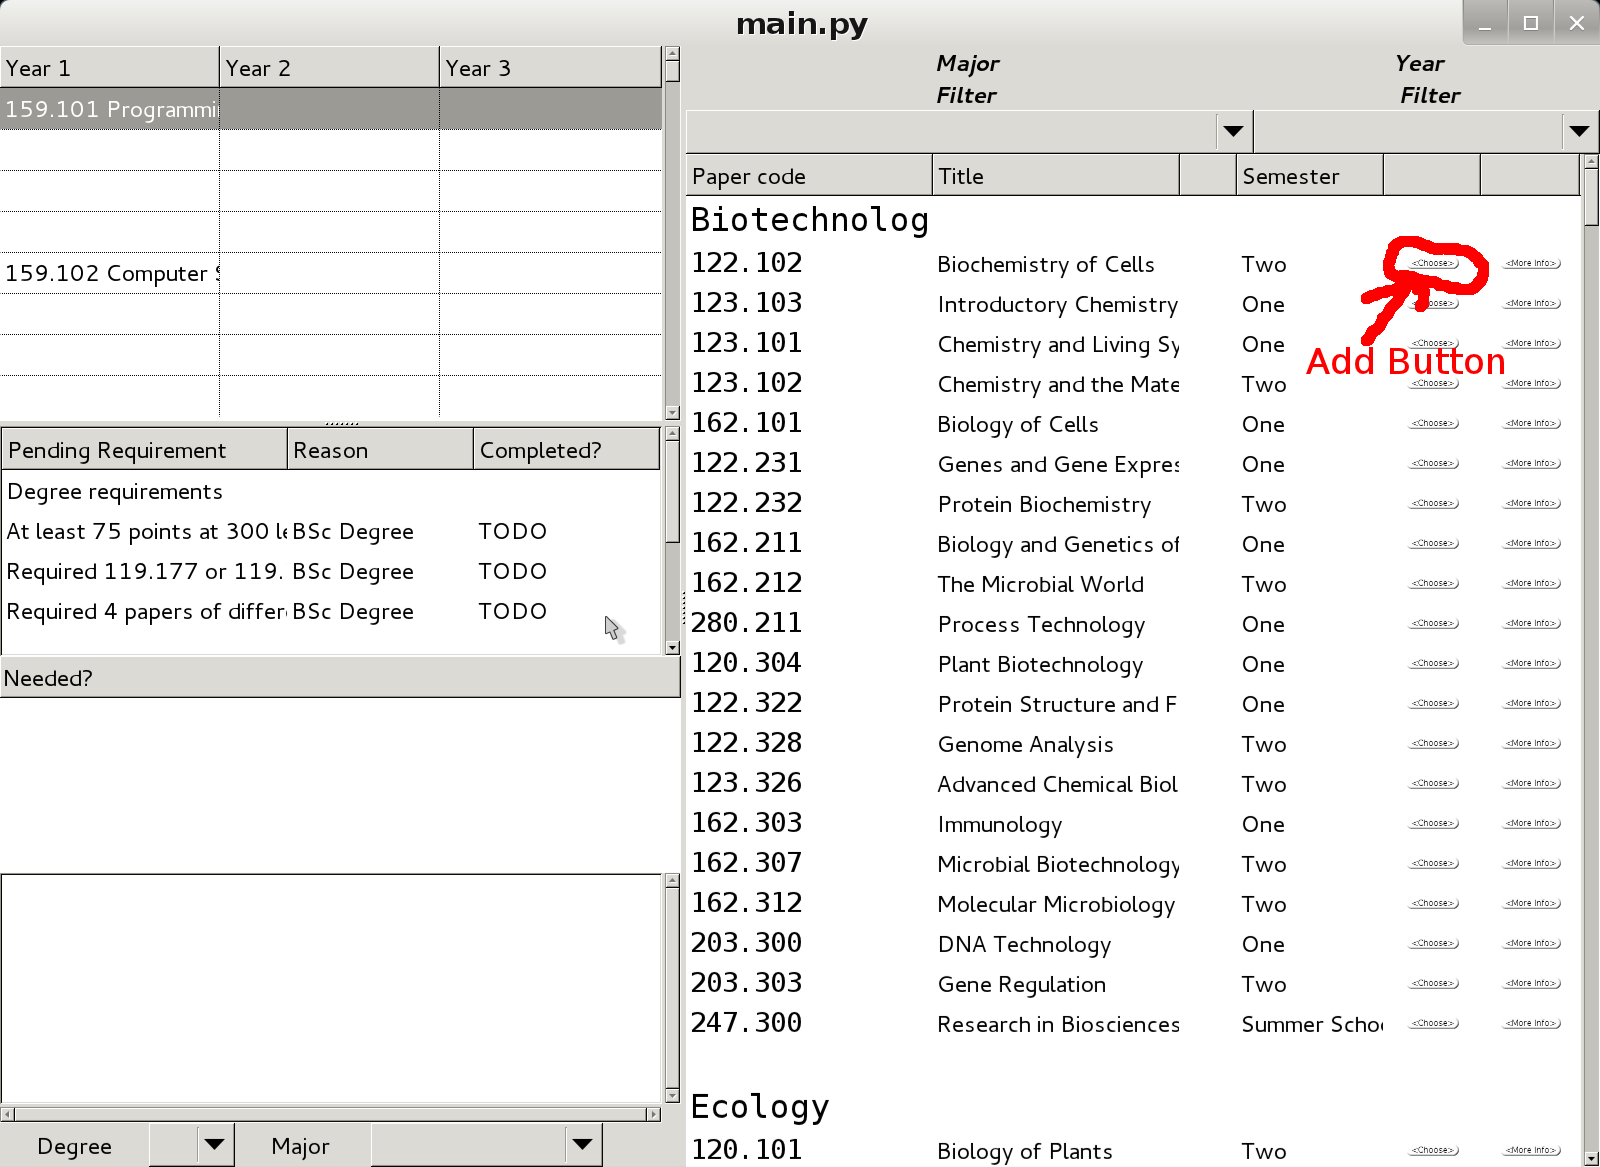 main.py
Year 1 Year 2 Year 3
159.101 Programmi
159.102 Computer S
Pending Requirement Reason Completed?
Degree requirements
At least 75 points at 300 le BSc Degree TODO
Required 119.177 or 119. BSc Degree TODO
Required 4 papers of differ BSc Degree TODO
Needed?
Degree Major
Major Filter Year Filter
Paper code Title Semester
Biotechnolog
122.102 Biochemistry of Cells Two <Choose> <More Info>
123.103 Introductory Chemistry One <Choose> <More Info>
123.101 Chemistry and Living Sy One <Choose> <More Info>
Add Button
123.102 Chemistry and the Mate Two <Choose> <More Info>
162.101 Biology of Cells One <Choose> <More Info>
122.231 Genes and Gene Expres One <Choose> <More Info>
122.232 Protein Biochemistry Two <Choose> <More Info>
162.211 Biology and Genetics of One <Choose> <More Info>
162.212 The Microbial World Two <Choose> <More Info>
280.211 Process Technology One <Choose> <More Info>
120.304 Plant Biotechnology One <Choose> <More Info>
122.322 Protein Structure and F One <Choose> <More Info>
122.328 Genome Analysis Two <Choose> <More Info>
123.326 Advanced Chemical Biol Two <Choose> <More Info>
162.303 Immunology One <Choose> <More Info>
162.307 Microbial Biotechnology Two <Choose> <More Info>
162.312 Molecular Microbiology Two <Choose> <More Info>
203.300 DNA Technology One <Choose> <More Info>
203.303 Gene Regulation Two <Choose> <More Info>
247.300 Research in Biosciences Summer Schoo <Choose> <More Info>
Ecology
120.101 Biology of Plants Two <Choose> <More Info>